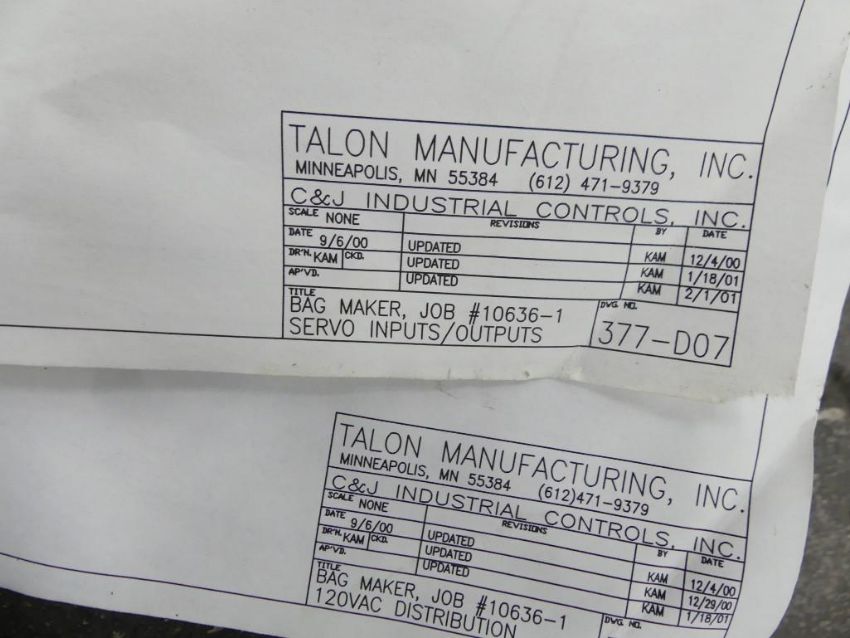 TALON MANUFACTURING, INC.
MINNEAPOLIS, MN 55384 (612) 471-9379
C&J INDUSTRIAL CONTROLS, INC.
SCALE NONE REVISIONS BY DATE
DATE 9/6/00 UPDATED KAM 12/4/00
DR'N. KAM CKD. UPDATED KAM 1/18/01
AP'VD. UPDATED KAM 2/1/01
TITLE DWG. NO.
BAG MAKER, JOB #10636-1
SERVO INPUTS/OUTPUTS 377-D07
TALON MANUFACTURING, INC.
MINNEAPOLIS, MN 55384 (612)471-9379
C&J INDUSTRIAL CONTROLS, INC.
SCALE NONE REVISIONS BY DATE
DATE 9/6/00 UPDATED KAM 12/4/00
DR'N. KAM CKD. UPDATED KAM 12/29/00
AP'VD. UPDATED KAM 1/18/01
TITLE DWG. NO.
BAG MAKER, JOB #10636-1
120VAC DISTRIBUTION